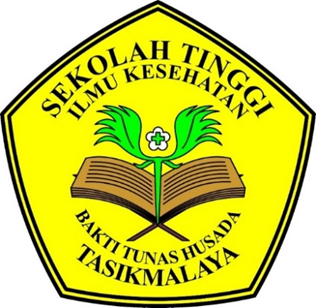 SEKOLAH TINGGI
ILMU KESEHATAN
BAKTI TUNAS HUSADA
TASIKMALAYA